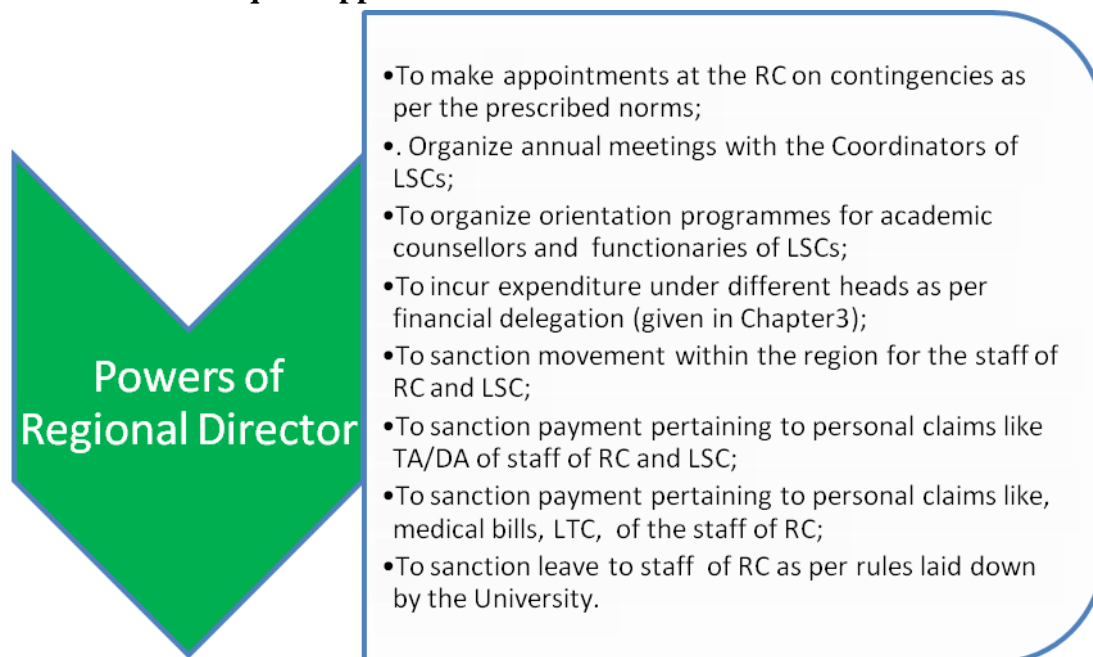 Powers of
Regional Director
•To make appointments at the RC on contingencies as
per the prescribed norms;
•. Organize annual meetings with the Coordinators of
LSCs;
•To organize orientation programmes for academic
counsellors and functionaries of LSCs;
•To incur expenditure under different heads as per
financial delegation (given in Chapter3);
•To sanction movement within the region for the staff of
RC and LSC;
•To sanction payment pertaining to personal claims like
TA/DA of staff of RC and LSC;
•To sanction payment pertaining to personal claims like,
medical bills, LTC, of the staff of RC;
•To sanction leave to staff of RC as per rules laid down
by the University.